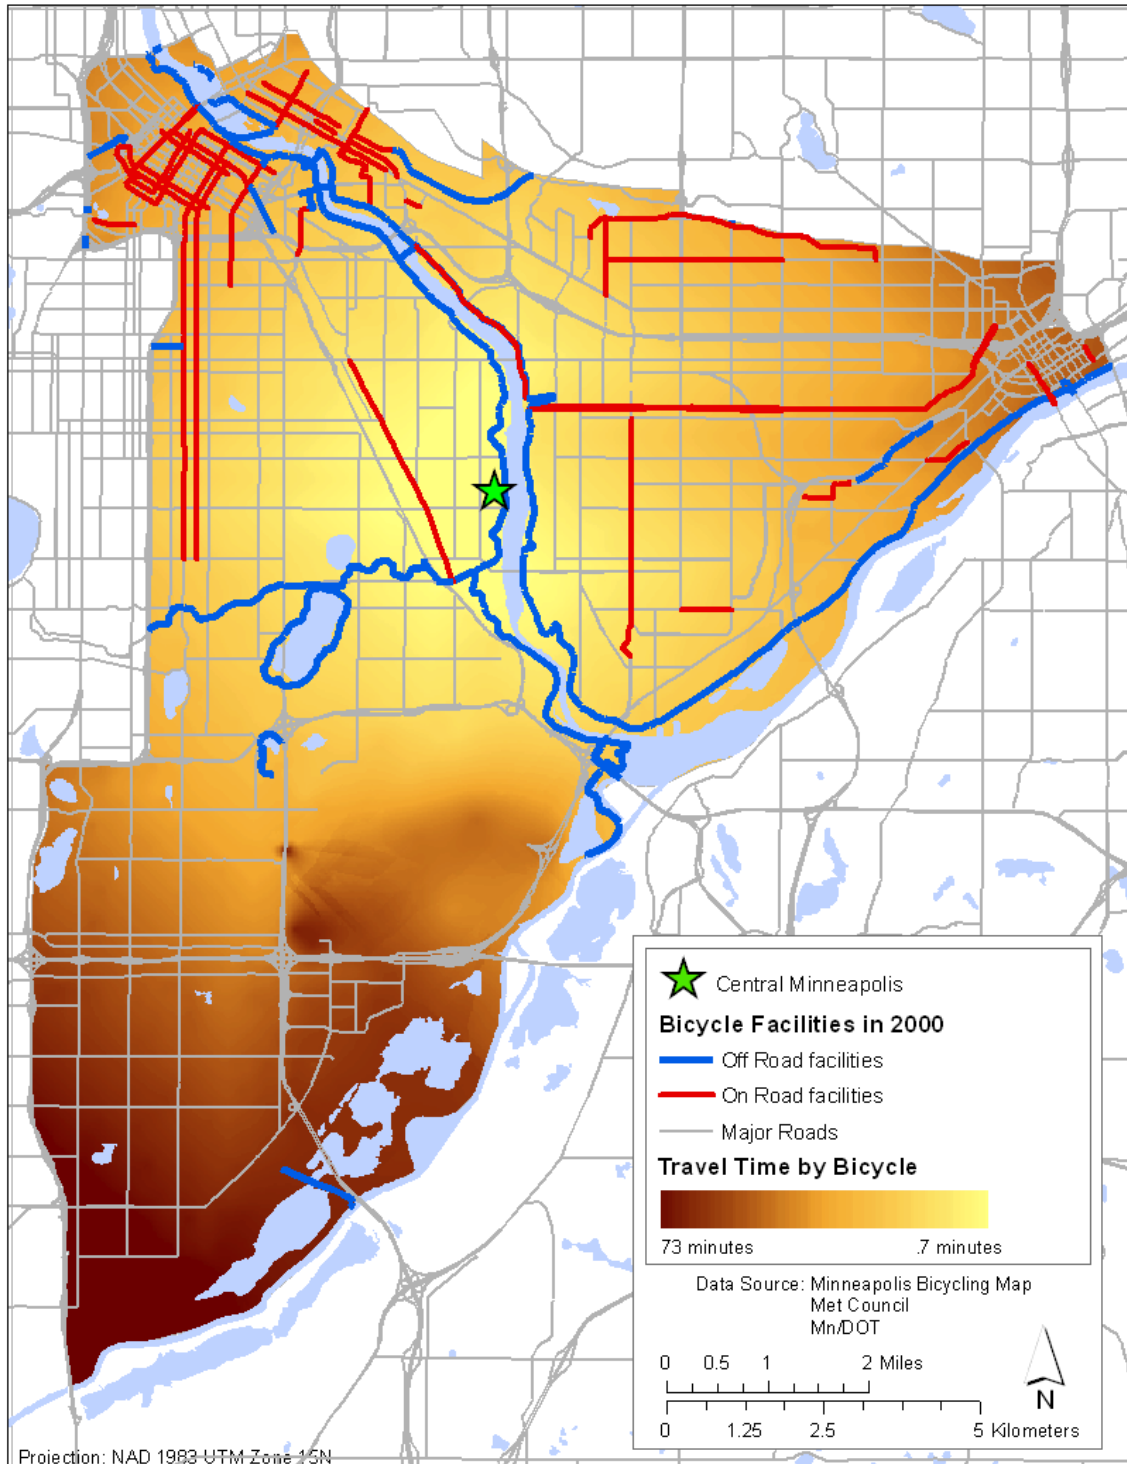 Central Minneapolis
Bicycle Facilities in 2000
Off Road facilities
On Road facilities
Major Roads
Travel Time by Bicycle
73 minutes .7 minutes
Data Source: Minneapolis Bicycling Map
Met Council
Mn/DOT
0 0.5 1 2 Miles
0 1.25 2.5 5 Kilometers
N
Projection: NAD 1983 UTM Zone 15N